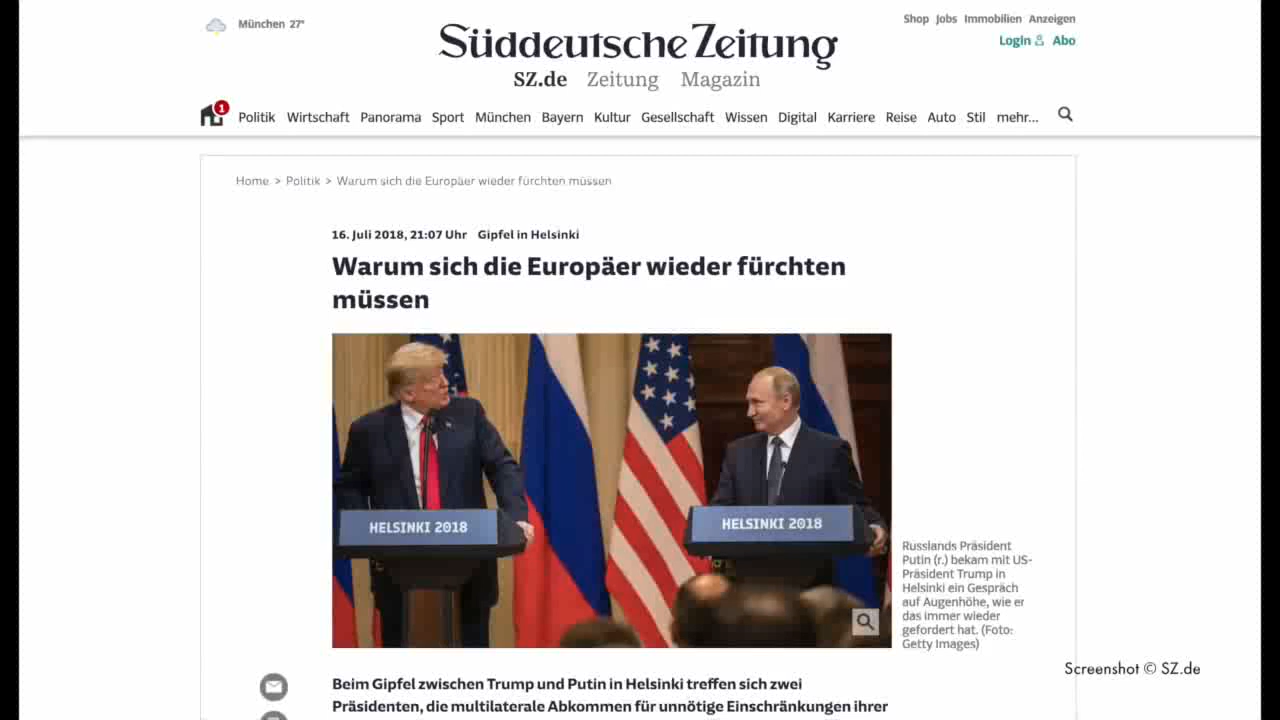 München 27°
Shop Jobs Immobilien Anzeigen
Login Abo
Süddeutsche Zeitung
SZ.de Zeitung Magazin
1
Politik Wirtschaft Panorama Sport München Bayern Kultur Gesellschaft Wissen Digital Karriere Reise Auto Stil mehr...
Home > Politik > Warum sich die Europäer wieder fürchten müssen
16. Juli 2018, 21:07 Uhr Gipfel in Helsinki
Warum sich die Europäer wieder fürchten
müssen
HELSINKI 2018
HELSINKI 2018
Russlands Präsident
Putin (r.) bekam mit US-
Präsident Trump in
Helsinki ein Gespräch
auf Augenhöhe, wie er
das immer wieder
gefordert hat. (Foto:
Getty Images)
Screenshot © SZ.de
Beim Gipfel zwischen Trump und Putin in Helsinki treffen sich zwei
Präsidenten, die multilaterale Abkommen für unnötige Einschränkungen ihrer